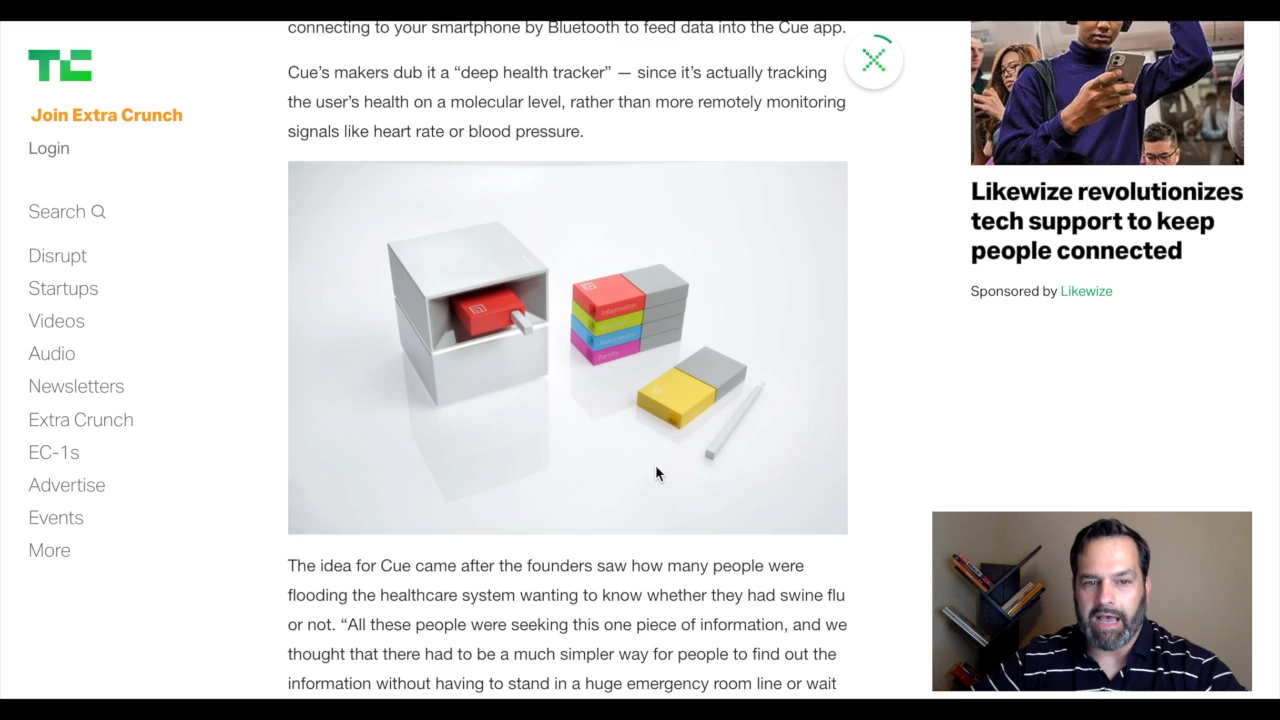 connecting to your smartphone by Bluetooth to feed data into the Cue app.
TC
Join Extra Crunch
Login
Search
Disrupt
Startups
Videos
Audio
Newsletters
Extra Crunch
EC-1s
Advertise
Events
More
Cue’s makers dub it a “deep health tracker” — since it’s actually tracking
the user’s health on a molecular level, rather than more remotely monitoring
signals like heart rate or blood pressure.
Inflammation
Fertility
The idea for Cue came after the founders saw how many people were
flooding the healthcare system wanting to know whether they had swine flu
or not. “All these people were seeking this one piece of information, and we
thought that there had to be a much simpler way for people to find out the
information without having to stand in a huge emergency room line or wait
Likewize revolutionizes
tech support to keep
people connected
Sponsored by Likewize